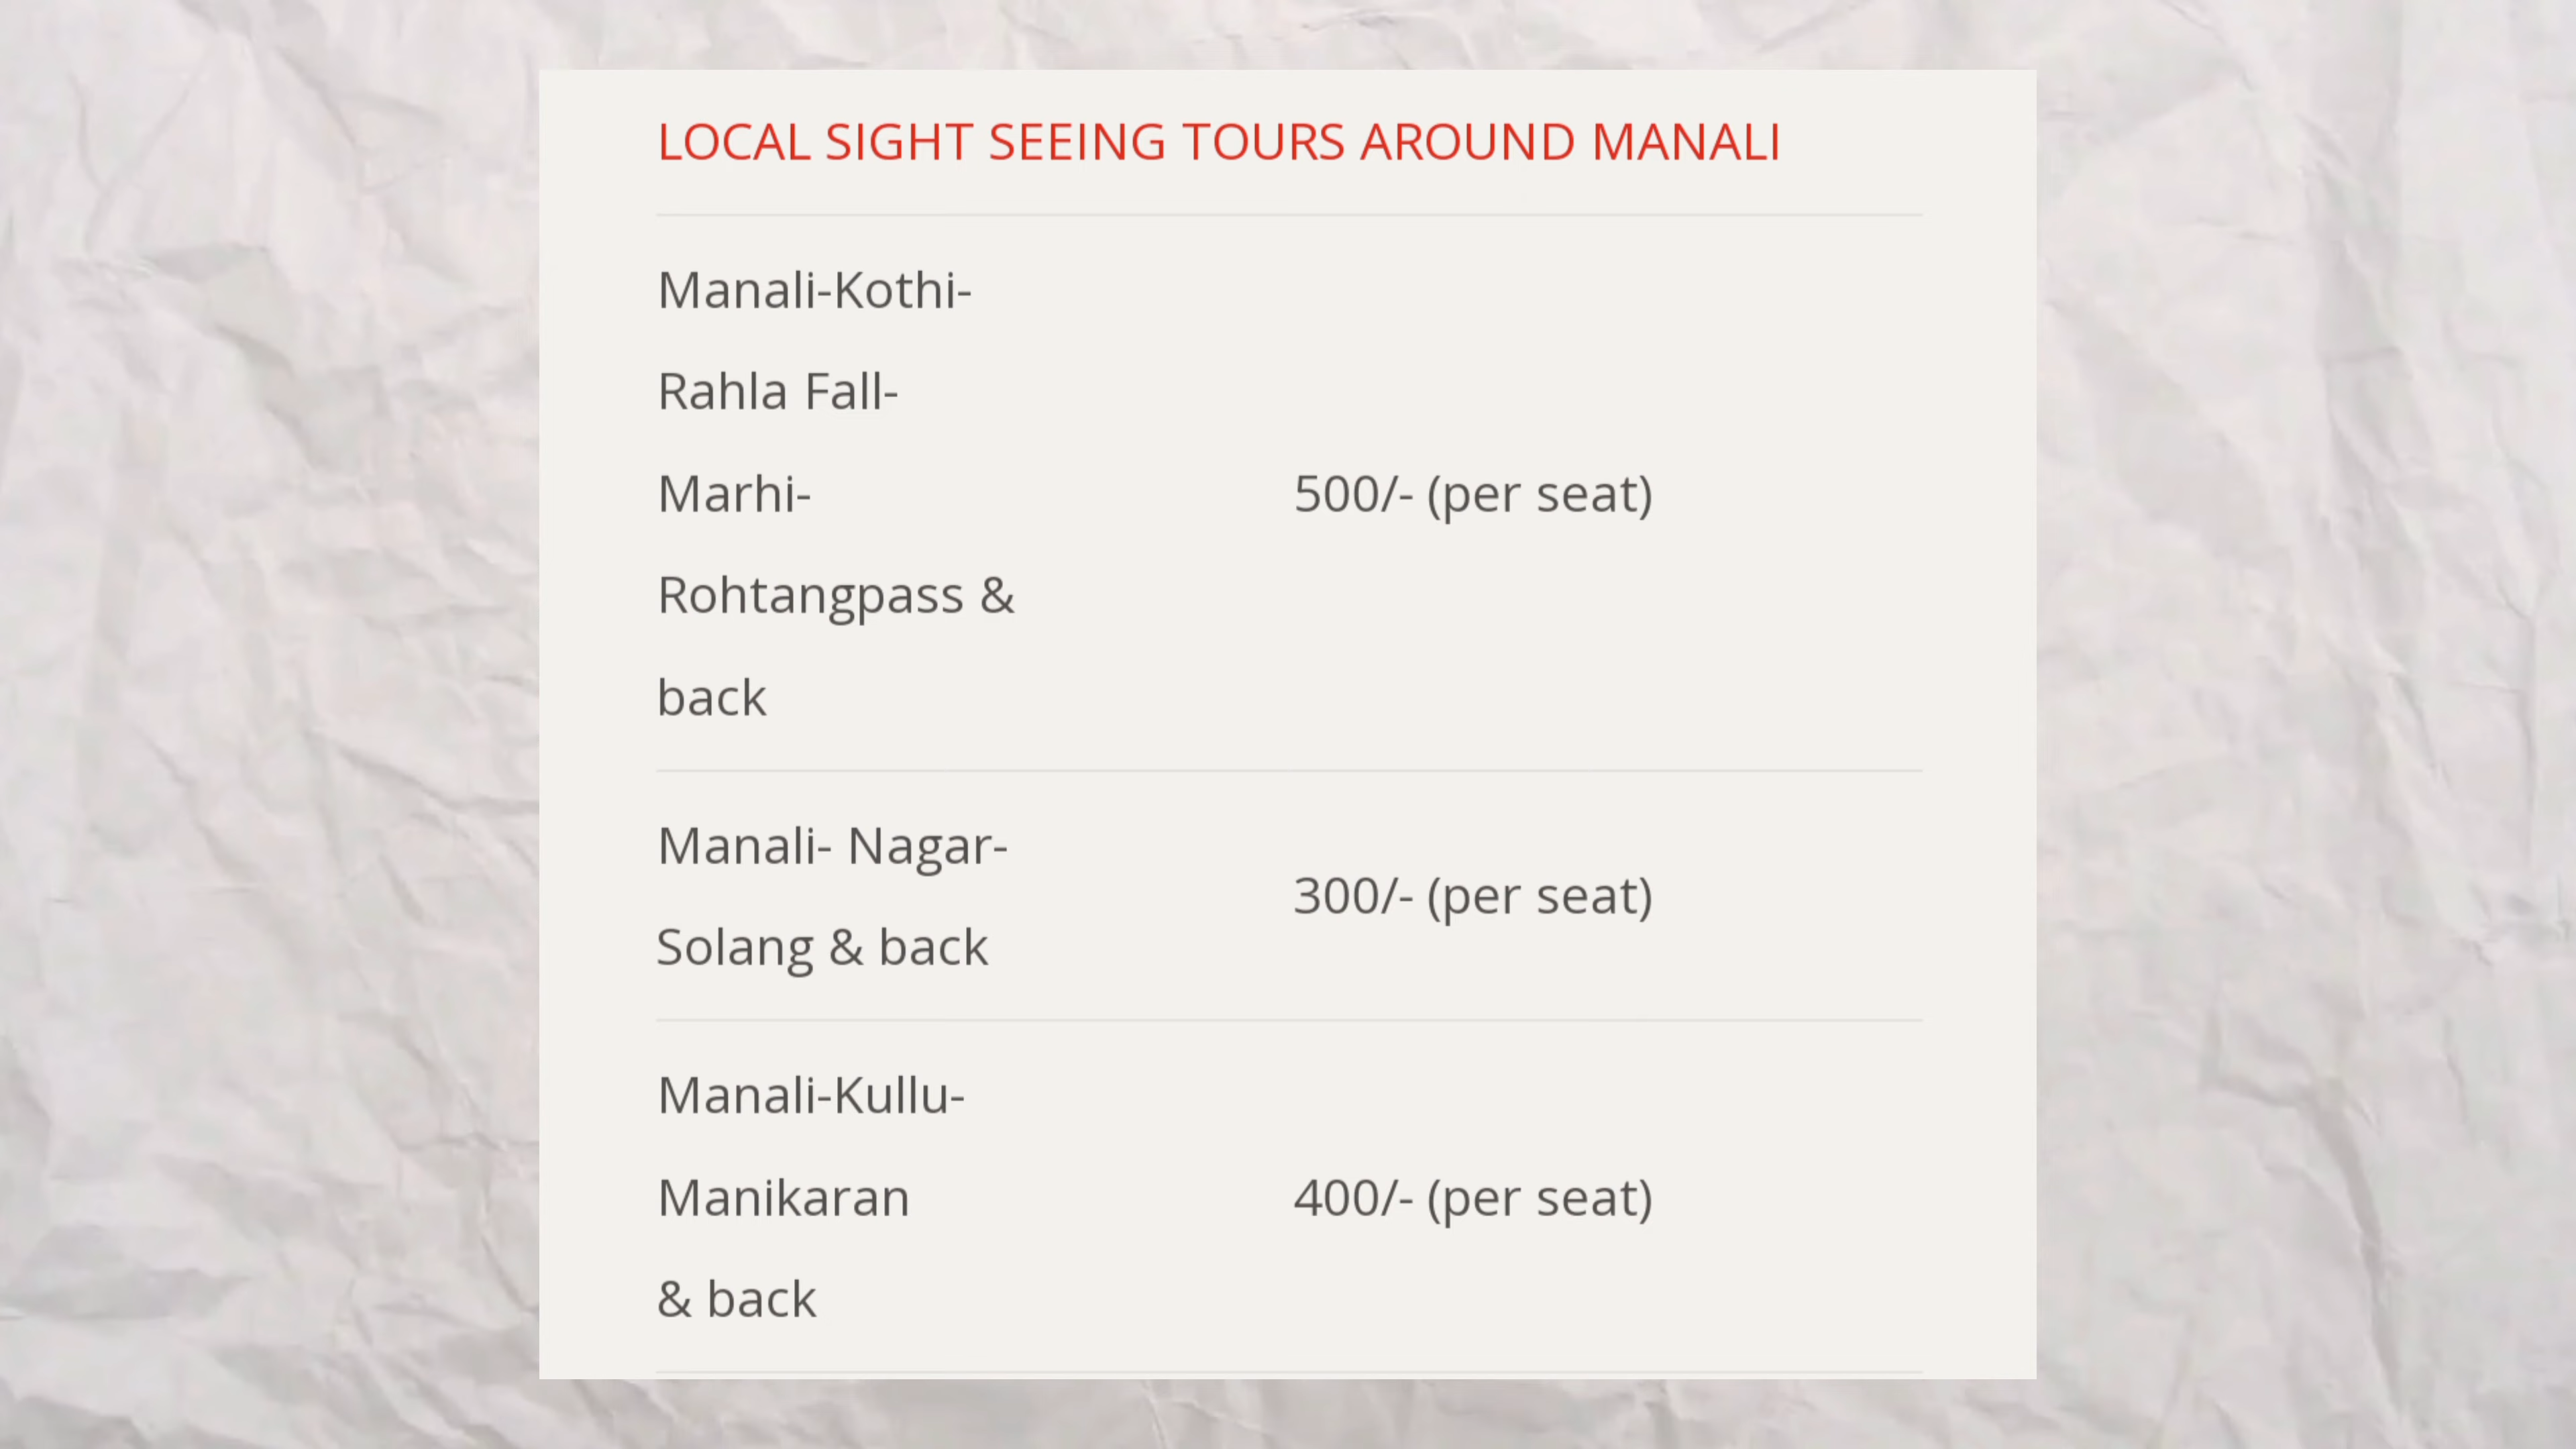 LOCAL SIGHT SEEING TOURS AROUND MANALI
Manali-Kothi-
Rahla Fall-
Marhi-
500/- (per seat)
Rohtangpass &
back
Manali- Nagar-
300/- (per seat)
Solang & back
Manali-Kullu-
Manikaran
400/- (per seat)
& back